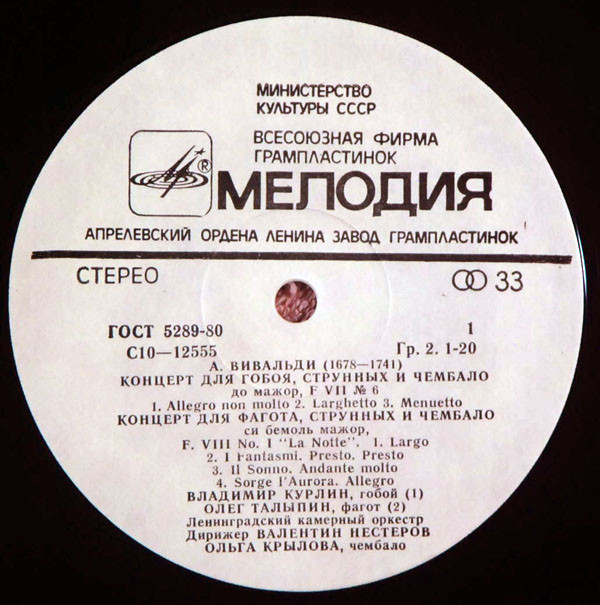 МИНИСТЕРСТВО
КУЛЬТУРЫ СССР
ВСЕСОЮЗНАЯ ФИРМА
ГРАМПЛАСТИНОК
® МЕЛОДИЯ
АПРЕЛЕВСКИЙ ОРДЕНА ЛЕНИНА ЗАВОД ГРАМПЛАСТИНОК
СТЕРЕО 33
ГОСТ 5289-80 1
С10—12555 Гр. 2. 1-20
А. ВИВАЛЬДИ (1678—1741)
КОНЦЕРТ ДЛЯ ГОБОЯ, СТРУННЫХ И ЧЕМБАЛО
до мажор, F VII № 6
1. Allegro non molto 2. Larghetto 3. Menuetto
КОНЦЕРТ ДЛЯ ФАГОТА, СТРУННЫХ И ЧЕМБАЛО
си бемоль мажор,
F. VIII No. 1 "La Notte". 1. Largo
2. I Fantasmi. Presto. Presto
3. Il Sonno. Andante molto
4. Sorge l'Aurora. Allegro
ВЛАДИМИР КУРЛИН, гобой (1)
ОЛЕГ ТАЛЫПИН, фагот (2)
Ленинградский камерный оркестр
Дирижер ВАЛЕНТИН НЕСТЕРОВ
ОЛЬГА КРЫЛОВА, чембало